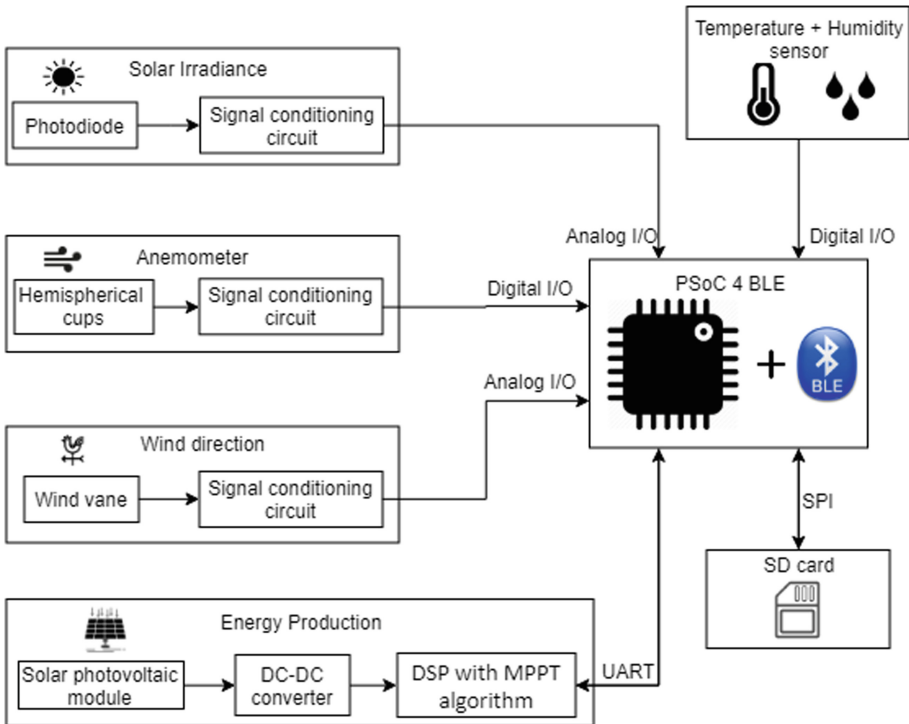 Temperature + Humidity
sensor
Solar Irradiance
Photodiode
Signal conditioning
circuit
Analog I/O
Digital I/O
Anemometer
Hemispherical
cups
Signal conditioning
circuit
Digital I/O
PSoC 4 BLE
BLE
Analog I/O
Wind direction
Wind vane
Signal conditioning
circuit
SPI
SD card
Energy Production
Solar photovoltaic
module
DC-DC
converter
DSP with MPPT
algorithm
UART